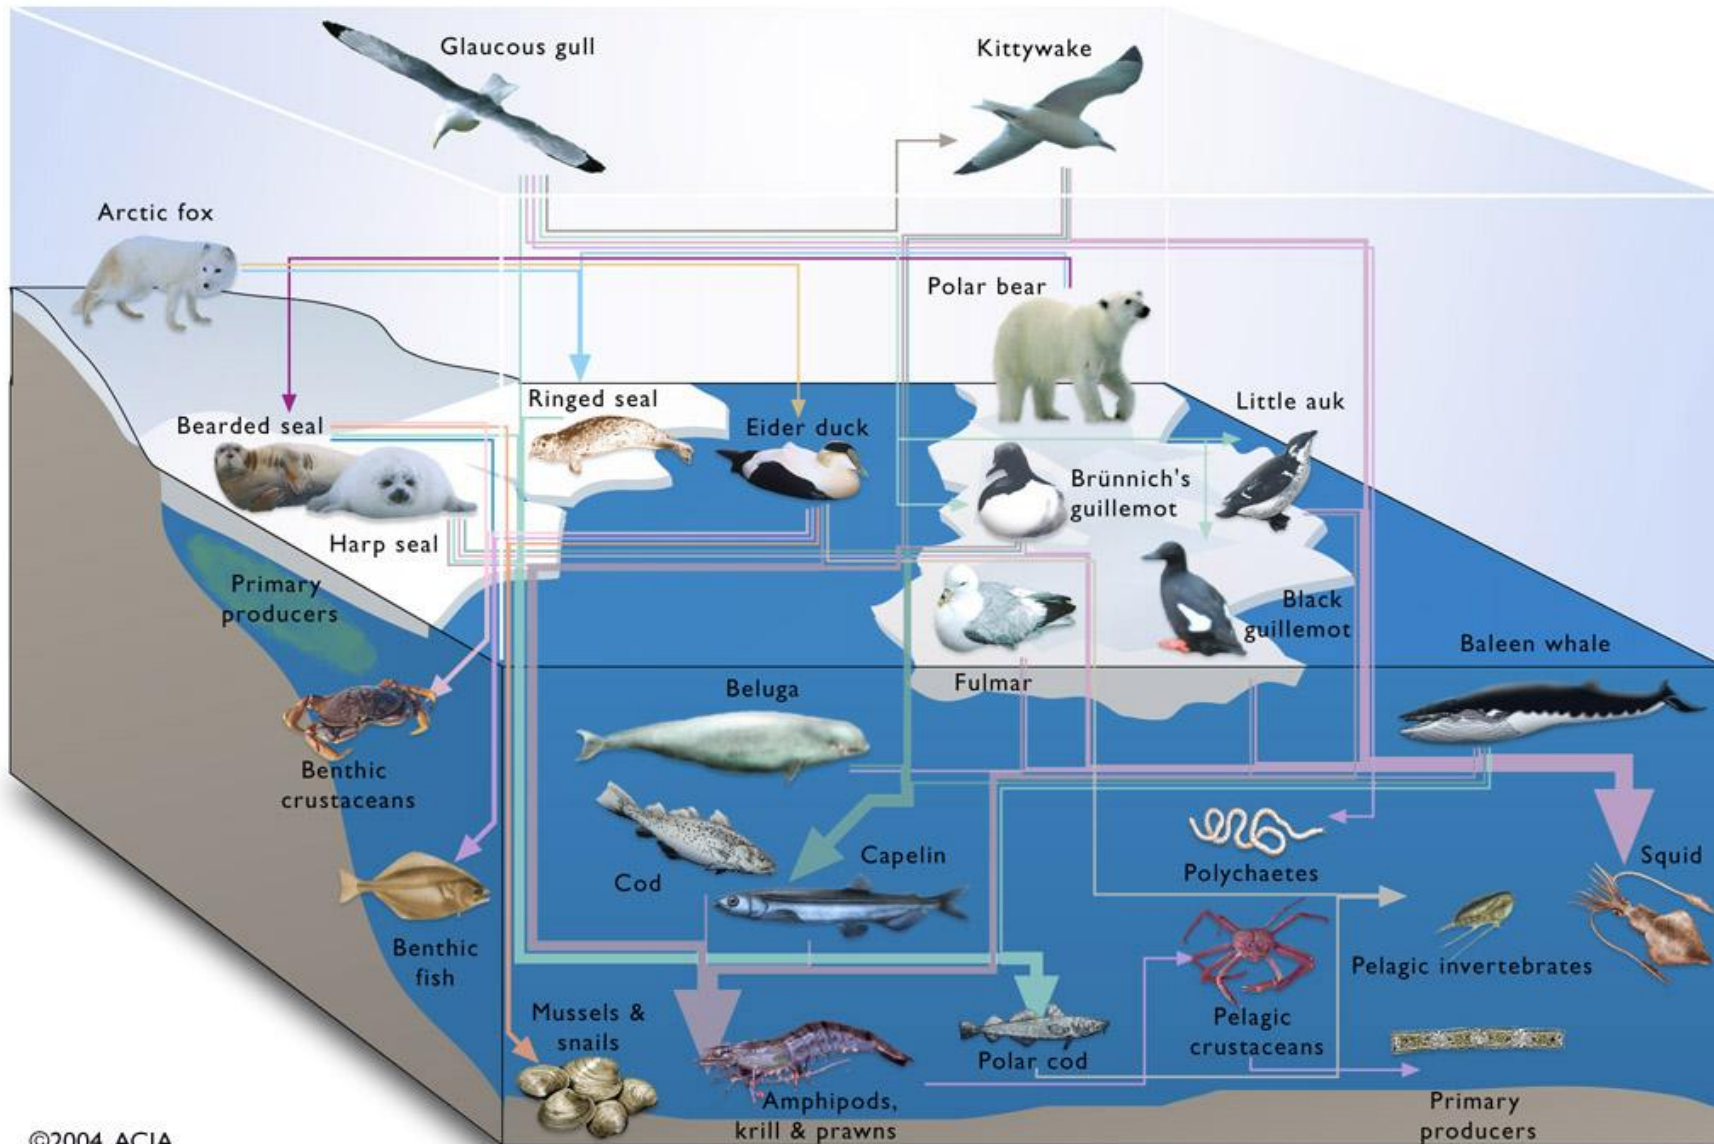 Glaucous gull
Kittywake
Arctic fox
Polar bear
Ringed seal
Little auk
Bearded seal
Eider duck
Brünnich's
guillemot
Harp seal
Primary
producers
Black
guillemot
Baleen whale
Beluga
Fulmar
Benthic
crustaceans
Capelin
Squid
Cod
Polychaetes
Benthic
fish
Pelagic invertebrates
Mussels &
snails
Pelagic
crustaceans
Polar cod
Amphipods,
krill & prawns
Primary
producers
©2004 ACIA